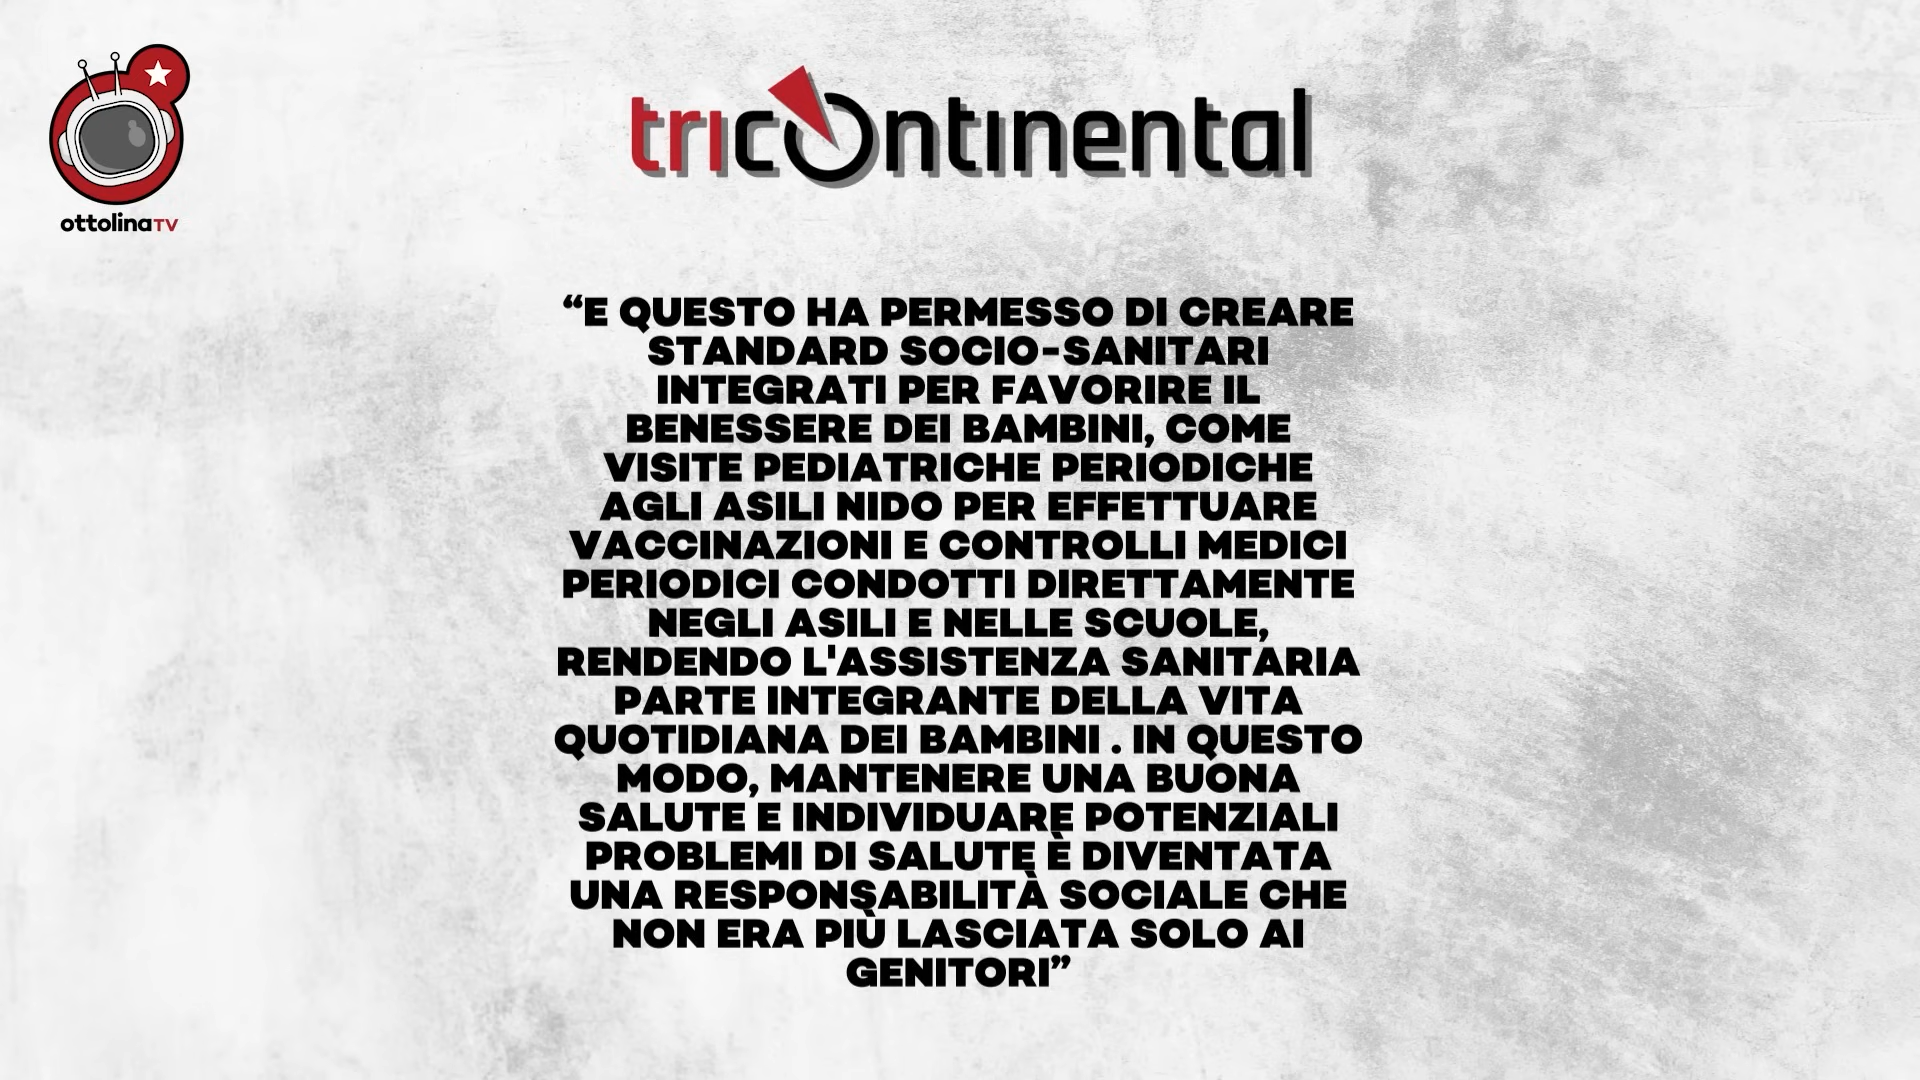 ottolinaTV
tricontinental
“E QUESTO HA PERMESSO DI CREARE
STANDARD SOCIO-SANITARI
INTEGRATI PER FAVORIRE IL
BENESSERE DEI BAMBINI, COME
VISITE PEDIATRICHE PERIODICHE
AGLI ASILI NIDO PER EFFETTUARE
VACCINAZIONI E CONTROLLI MEDICI
PERIODICI CONDOTTI DIRETTAMENTE
NEGLI ASILI E NELLE SCUOLE,
RENDENDO L'ASSISTENZA SANITARIA
PARTE INTEGRANTE DELLA VITA
QUOTIDIANA DEI BAMBINI . IN QUESTO
MODO, MANTENERE UNA BUONA
SALUTE E INDIVIDUARE POTENZIALI
PROBLEMI DI SALUTE È DIVENTATA
UNA RESPONSABILITÀ SOCIALE CHE
NON ERA PIÙ LASCIATA SOLO AI
GENITORI”